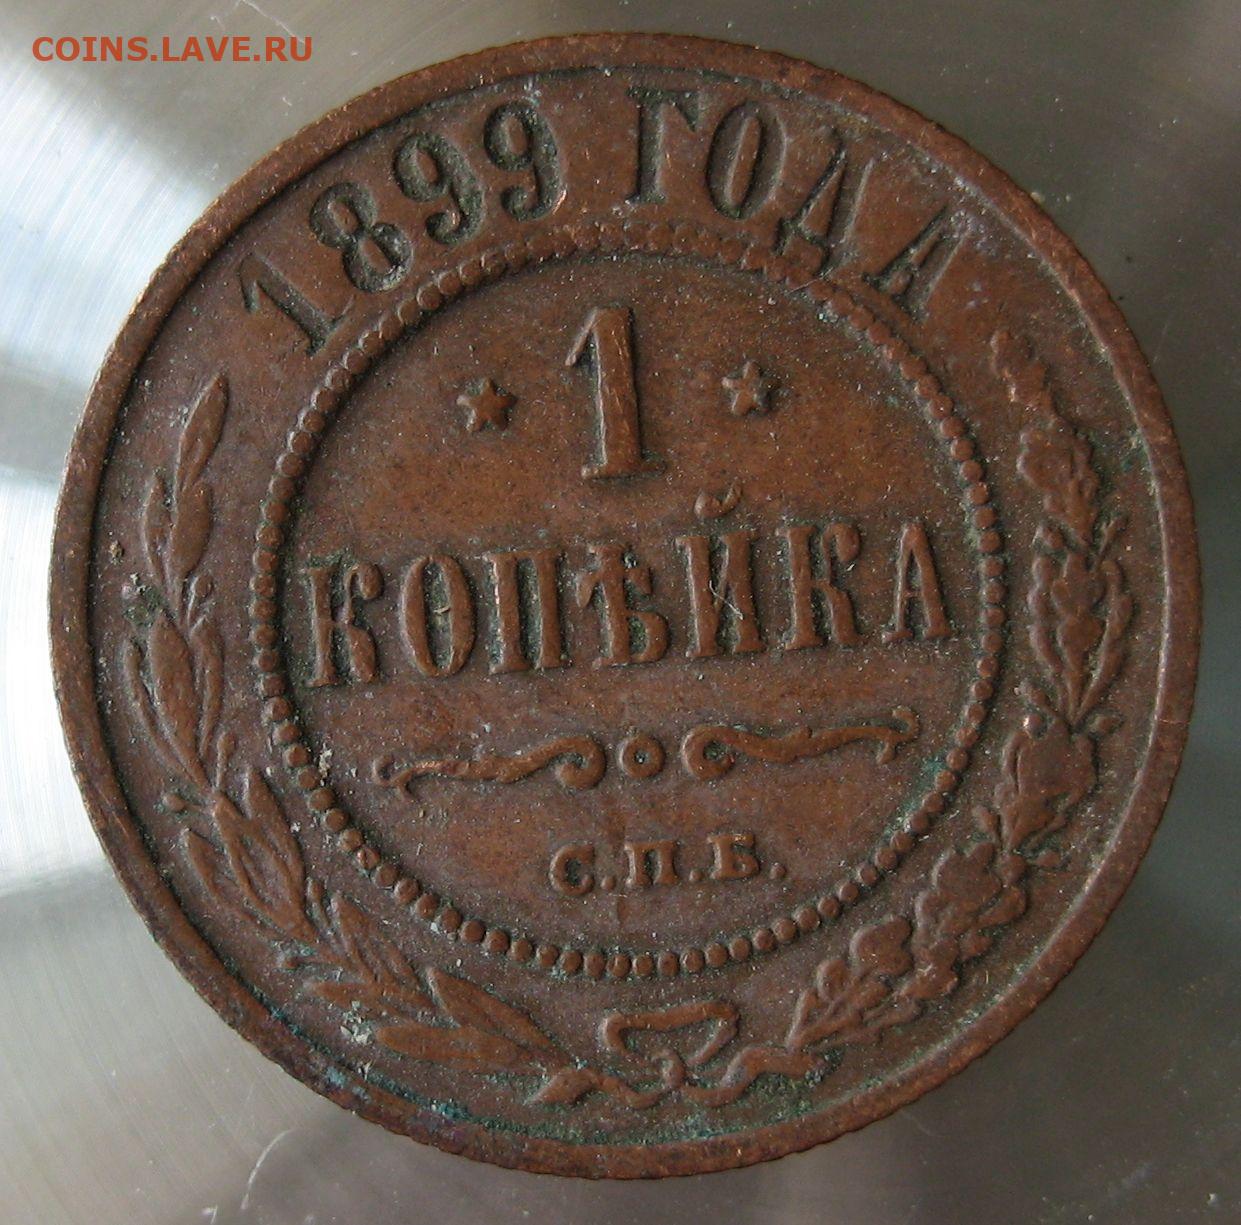 COINS.LAVE.RU
1899 ГОДА
1
КОПѢЙКА
С.П.Б.